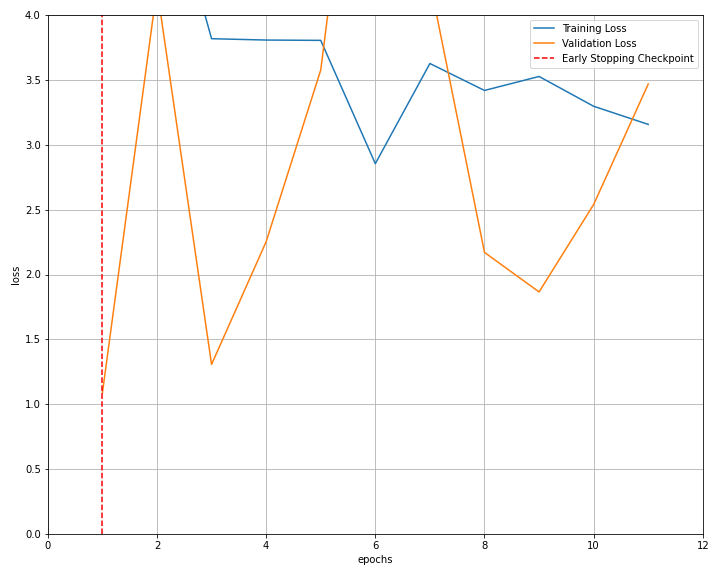 4.0
3.5
3.0
2.5
2.0
1.5
1.0
0.5
0.0
loss
0 2 4 6 8 10 12
epochs
Training Loss
Validation Loss
Early Stopping Checkpoint